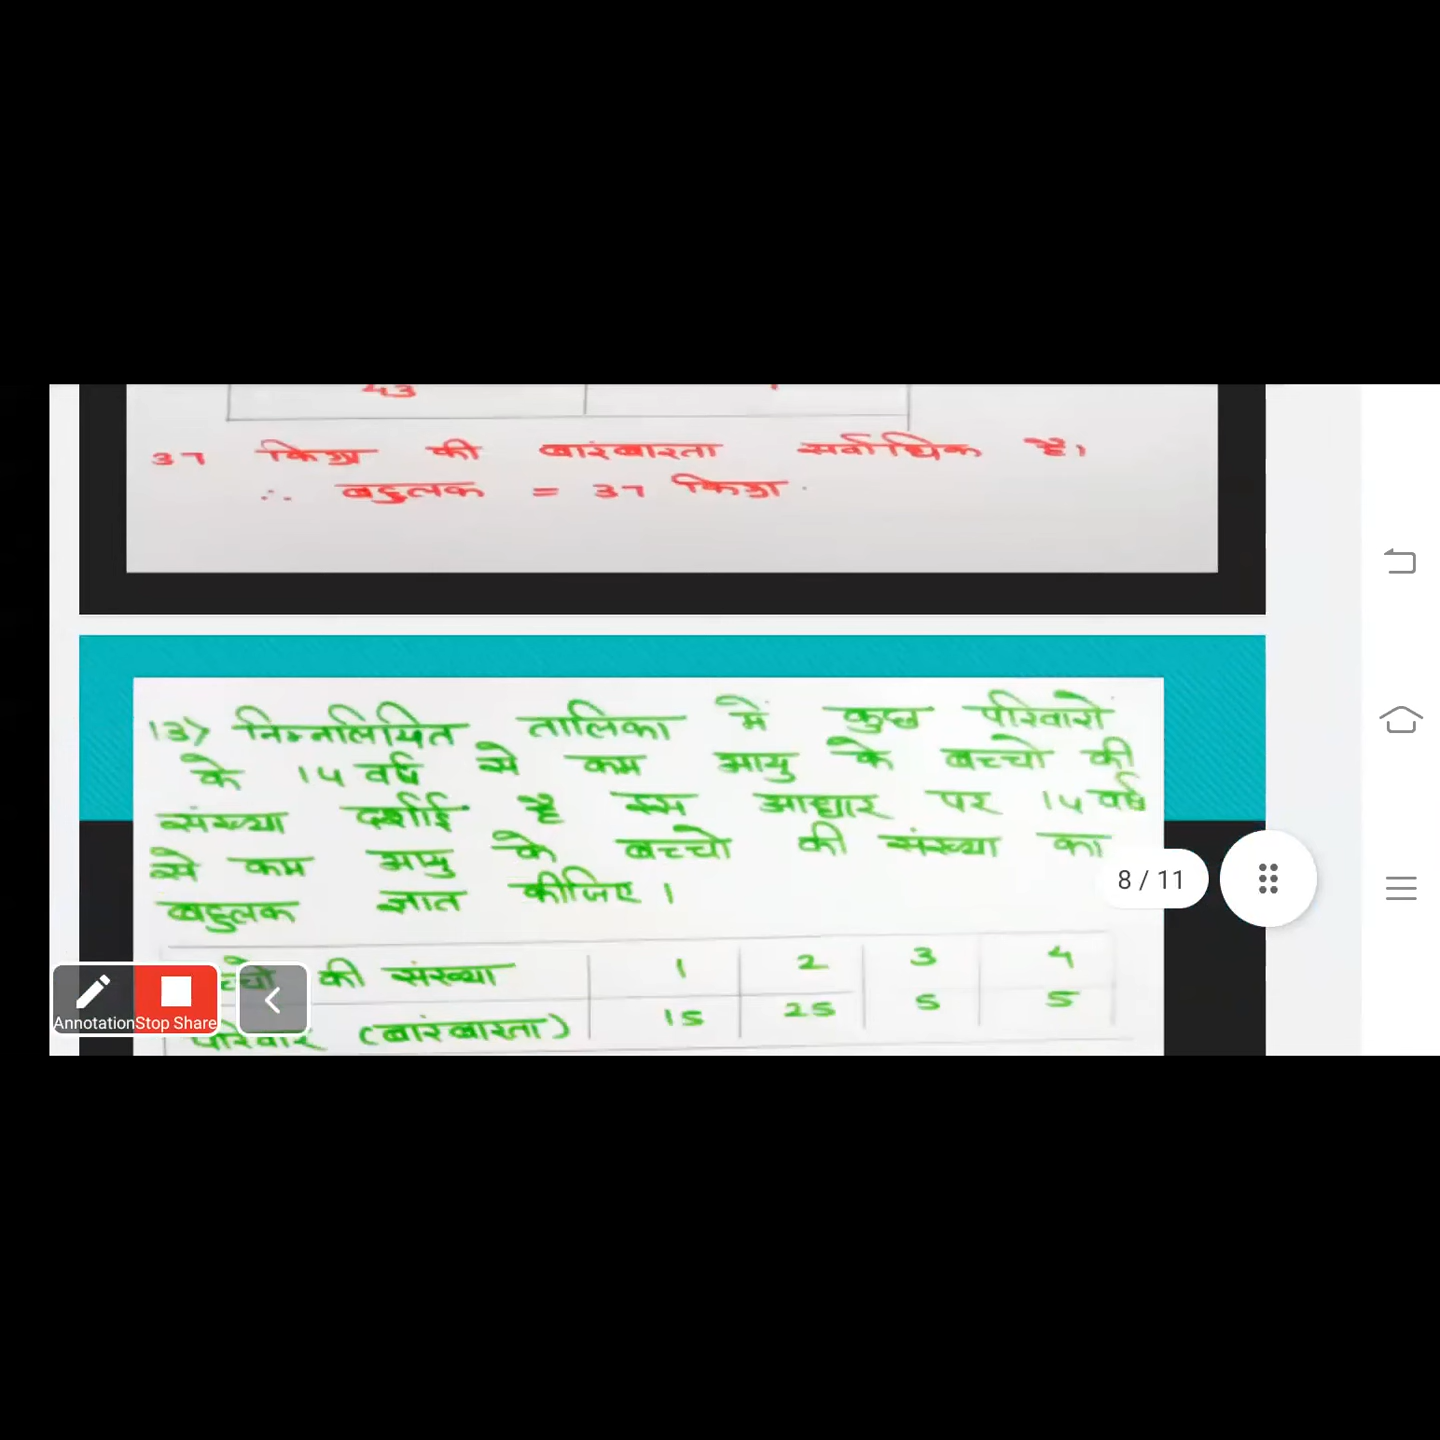 43
37 किग्रा की बारंबारता सर्वाधिक है।
∴ बहुलक = 37 किग्रा
13> निम्नलिखित तालिका में कुछ परिवारो
के 14 वर्ष से कम आयु के बच्चो की
संख्या दर्शाई है इस आधार पर 14 वर्ष
से कम आयु के बच्चो की संख्या का
बहुलक ज्ञात कीजिए।
8 / 11
की संख्या 1 2 3 4
परिवार (बारंबारता) 15 25 5 5
Annotation Stop Share